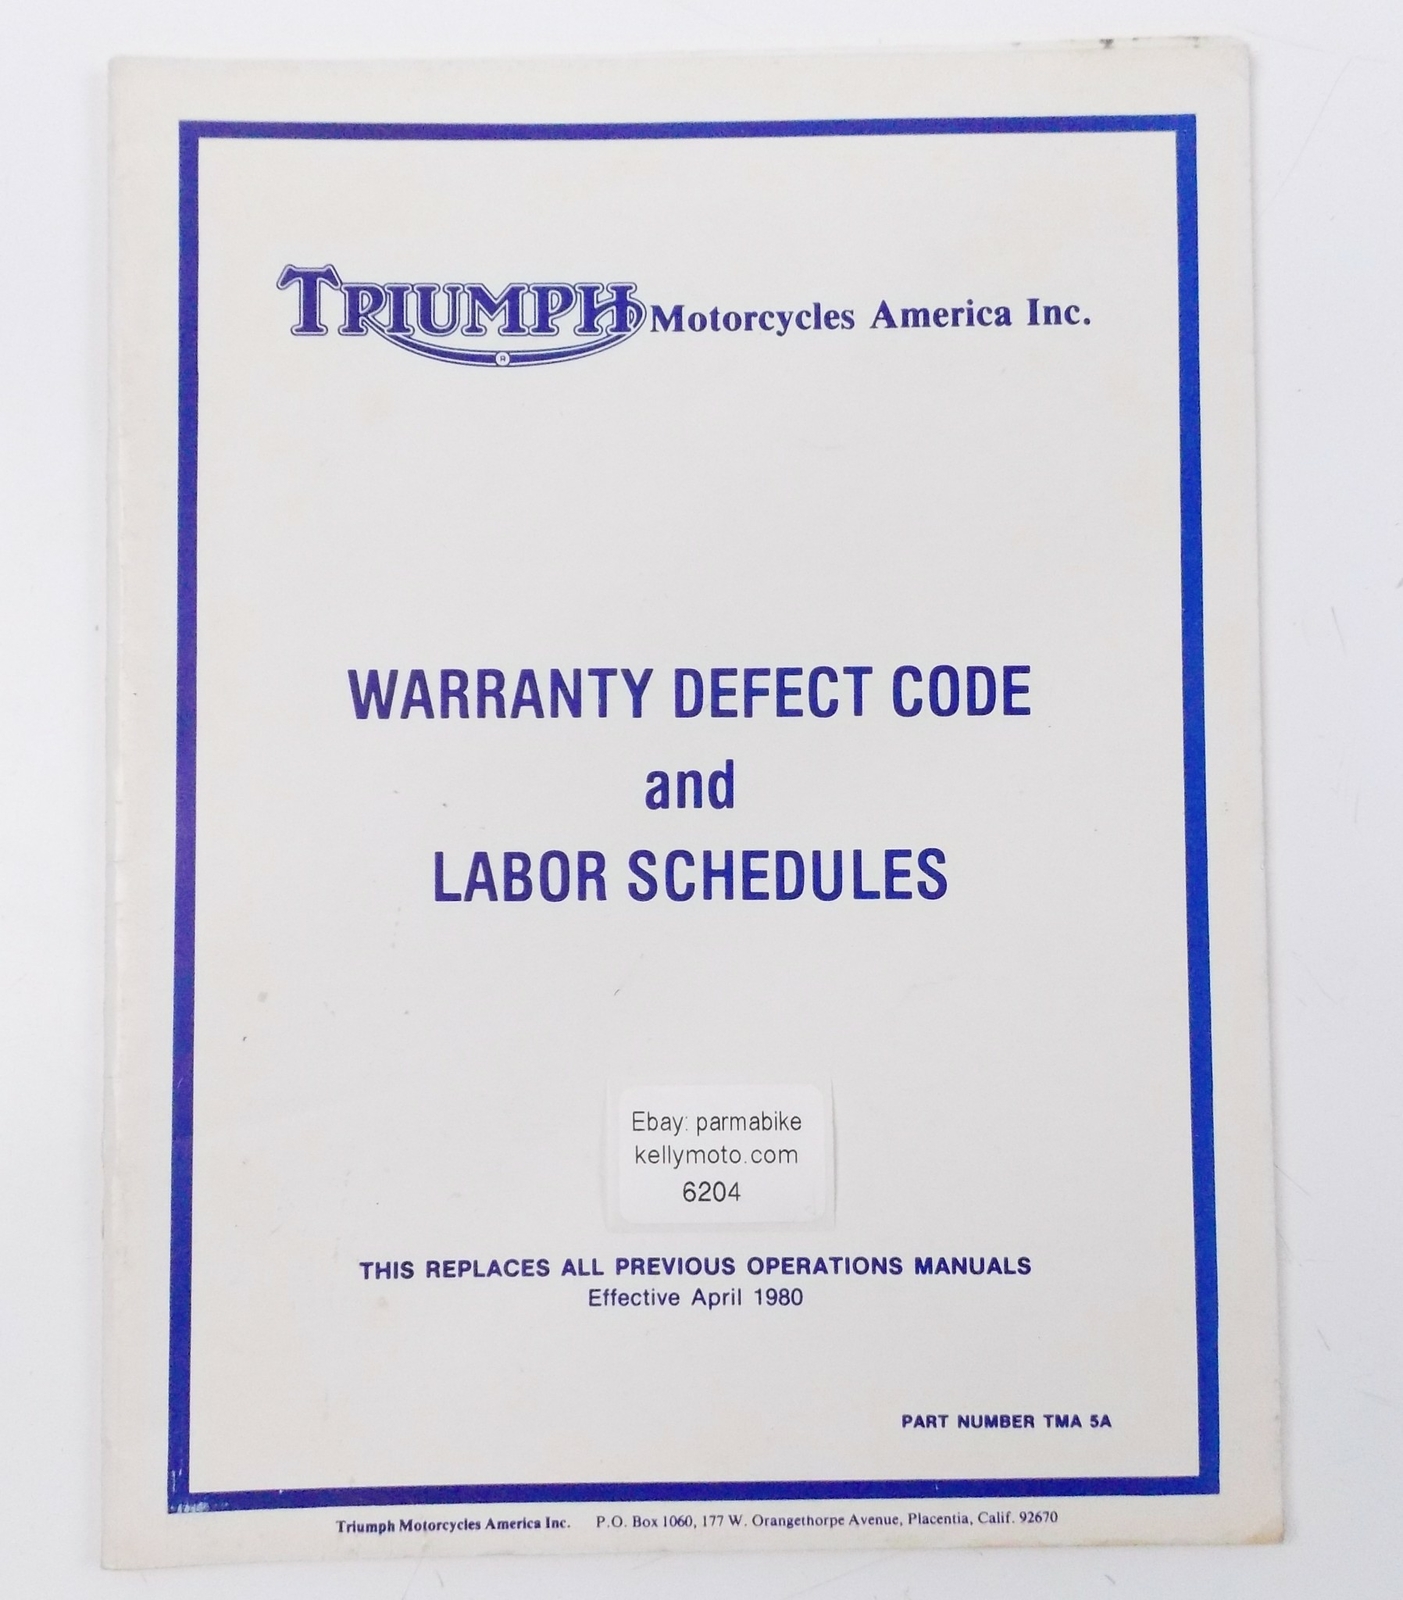 TRIUMPH Motorcycles America Inc.
R
WARRANTY DEFECT CODE
and
LABOR SCHEDULES
Ebay: parmabike
kellymoto.com
6204
THIS REPLACES ALL PREVIOUS OPERATIONS MANUALS
Effective April 1980
PART NUMBER TMA 5A
Triumph Motorcycles America Inc. P.O. Box 1060, 177 W. Orangethorpe Avenue, Placentia, Calif. 92670